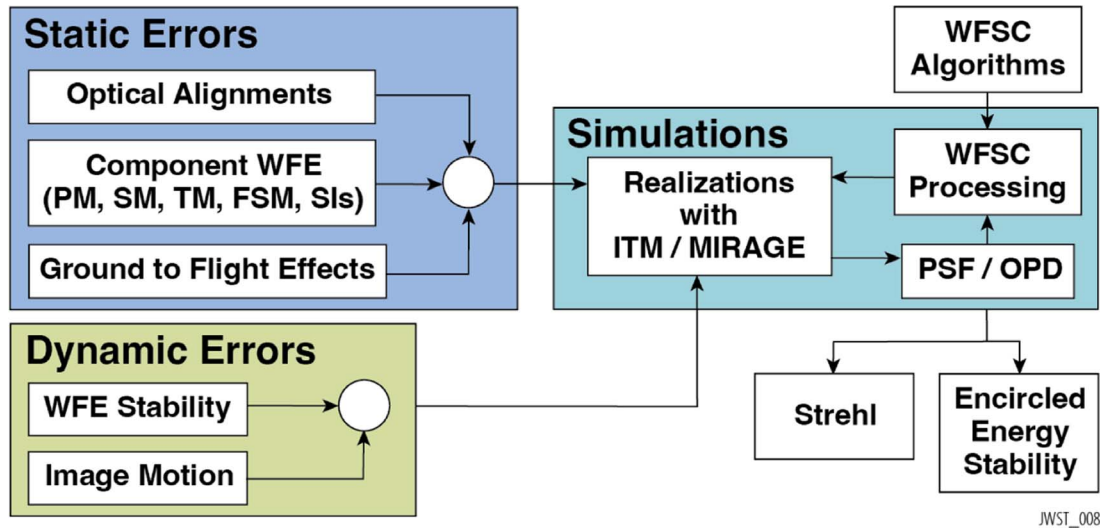 Static Errors
Optical Alignments
Component WFE
(PM, SM, TM, FSM, SIs)
Ground to Flight Effects
Dynamic Errors
WFE Stability
Image Motion
WFSC
Algorithms
Simulations
Realizations
with
ITM / MIRAGE
WFSC
Processing
PSF / OPD
Strehl
Encircled
Energy
Stability
JWST_008